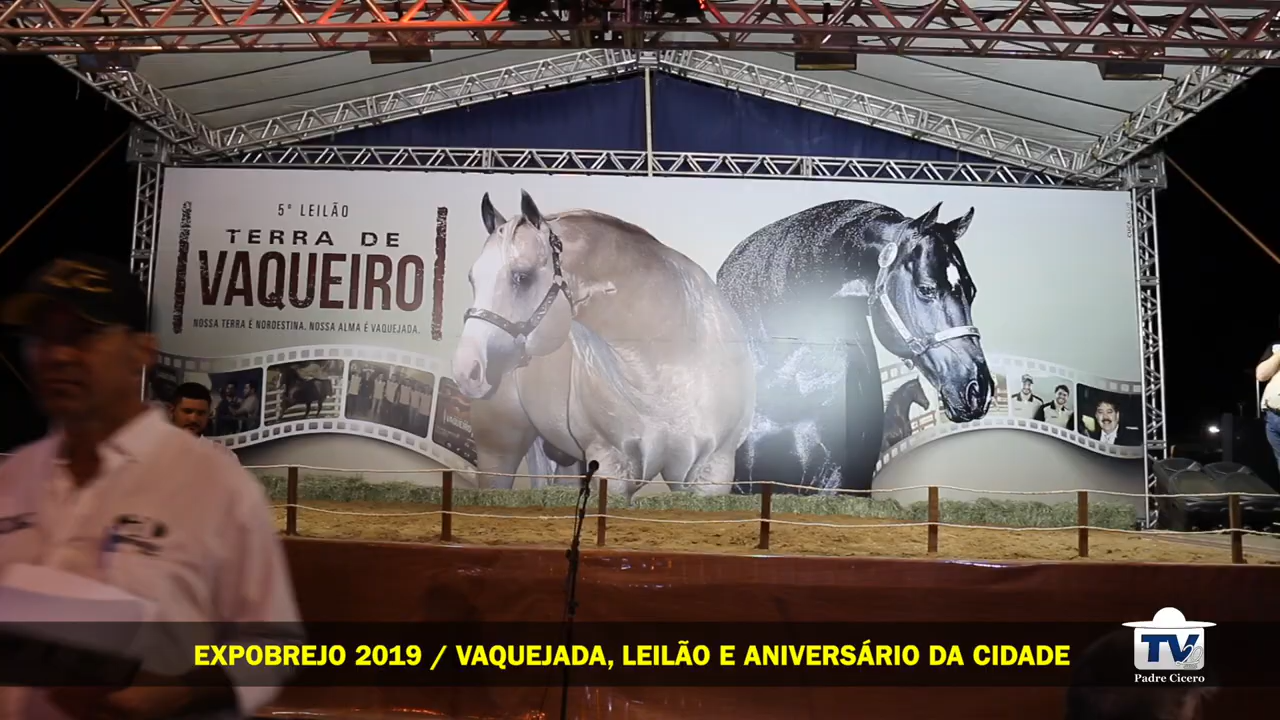 5º LEILÃO
TERRA DE
VAQUEIRO
NOSSA TERRA É NORDESTINA. NOSSA ALMA É VAQUEJADA.
VAQUEIRO
EXPOBREJO 2019 / VAQUEJADA, LEILÃO E ANIVERSÁRIO DA CIDADE
TV
Padre Cicero